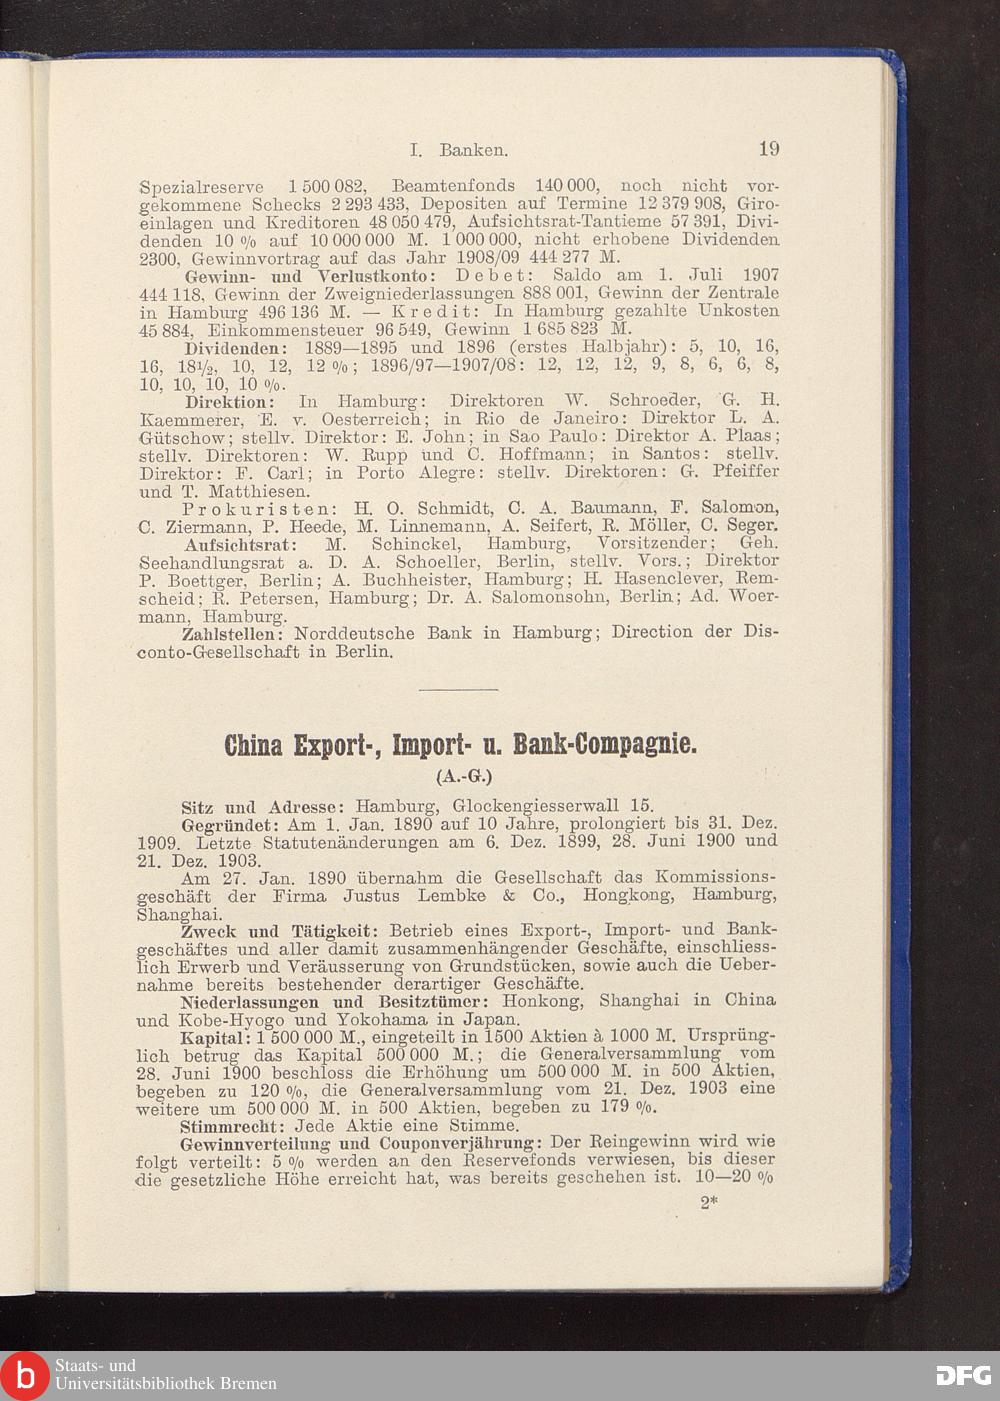 I. Banken. 19
Spezialreserve 1 500 082, Beamtenfonds 140 000, noch nicht vor-
gekommene Schecks 2 293 433, Depositen auf Termine 12 379 908, Giro-
einlagen und Kreditoren 48 050 479, Aufsichtsrat-Tantieme 57 391, Divi-
denden 10 % auf 10 000 000 M. 1 000 000, nicht erhobene Dividenden
2300, Gewinnvortrag auf das Jahr 1908/09 444 277 M.
Gewinn- und Verlustkonto: Debet: Saldo am 1. Juli 1907
444 118, Gewinn der Zweigniederlassungen 888 001, Gewinn der Zentrale
in Hamburg 496 136 M. — Kredit: In Hamburg gezahlte Unkosten
45 884, Einkommensteuer 96 549, Gewinn 1 685 823 M.
Dividenden: 1889—1895 und 1896 (erstes Halbjahr): 5, 10, 16,
16, 18½, 10, 12, 12 %; 1896/97—1907/08: 12, 12, 12, 9, 8, 6, 6, 8,
10, 10, 10, 10 %.
Direktion: In Hamburg: Direktoren W. Schroeder, G. H.
Kaemmerer, E. v. Oesterreich; in Rio de Janeiro: Direktor L. A.
Gütschow; stellv. Direktor: E. John; in Sao Paulo: Direktor A. Plaas;
stellv. Direktoren: W. Rupp und C. Hoffmann; in Santos: stellv.
Direktor: F. Carl; in Porto Alegre: stellv. Direktoren: G. Pfeiffer
und T. Matthiesen.
Prokuristen: H. O. Schmidt, C. A. Baumann, F. Salomon,
C. Ziermann, P. Heede, M. Linnemann, A. Seifert, R. Möller, C. Seger.
Aufsichtsrat: M. Schinckel, Hamburg, Vorsitzender; Geh.
Seehandlungsrat a. D. A. Schoeller, Berlin, stellv. Vors.; Direktor
P. Boettger, Berlin; A. Buchheister, Hamburg; H. Hasenclever, Rem-
scheid; R. Petersen, Hamburg; Dr. A. Salomonsohn, Berlin; Ad. Woer-
mann, Hamburg.
Zahlstellen: Norddeutsche Bank in Hamburg; Direction der Dis-
conto-Gesellschaft in Berlin.
China Export-, Import- u. Bank-Compagnie.
(A.-G.)
Sitz und Adresse: Hamburg, Glockengiesserwall 15.
Gegründet: Am 1. Jan. 1890 auf 10 Jahre, prolongiert bis 31. Dez.
1909. Letzte Statutenänderungen am 6. Dez. 1899, 28. Juni 1900 und
21. Dez. 1903.
Am 27. Jan. 1890 übernahm die Gesellschaft das Kommissions-
geschäft der Firma Justus Lembke & Co., Hongkong, Hamburg,
Shanghai.
Zweck und Tätigkeit: Betrieb eines Export-, Import- und Bank-
geschäftes und aller damit zusammenhängender Geschäfte, einschliess-
lich Erwerb und Veräusserung von Grundstücken, sowie auch die Ueber-
nahme bereits bestehender derartiger Geschäfte.
Niederlassungen und Besitztümer: Honkong, Shanghai in China
und Kobe-Hyogo und Yokohama in Japan.
Kapital: 1 500 000 M., eingeteilt in 1500 Aktien à 1000 M. Ursprüng-
lich betrug das Kapital 500 000 M.; die Generalversammlung vom
28. Juni 1900 beschloss die Erhöhung um 500 000 M. in 500 Aktien,
begeben zu 120 %, die Generalversammlung vom 21. Dez. 1903 eine
weitere um 500 000 M. in 500 Aktien, begeben zu 179 %.
Stimmrecht: Jede Aktie eine Stimme.
Gewinnverteilung und Couponverjährung: Der Reingewinn wird wie
folgt verteilt: 5 % werden an den Reservefonds verwiesen, bis dieser
die gesetzliche Höhe erreicht hat, was bereits geschehen ist. 10—20 %
2*
b Staats- und
Universitätsbibliothek Bremen
DFG